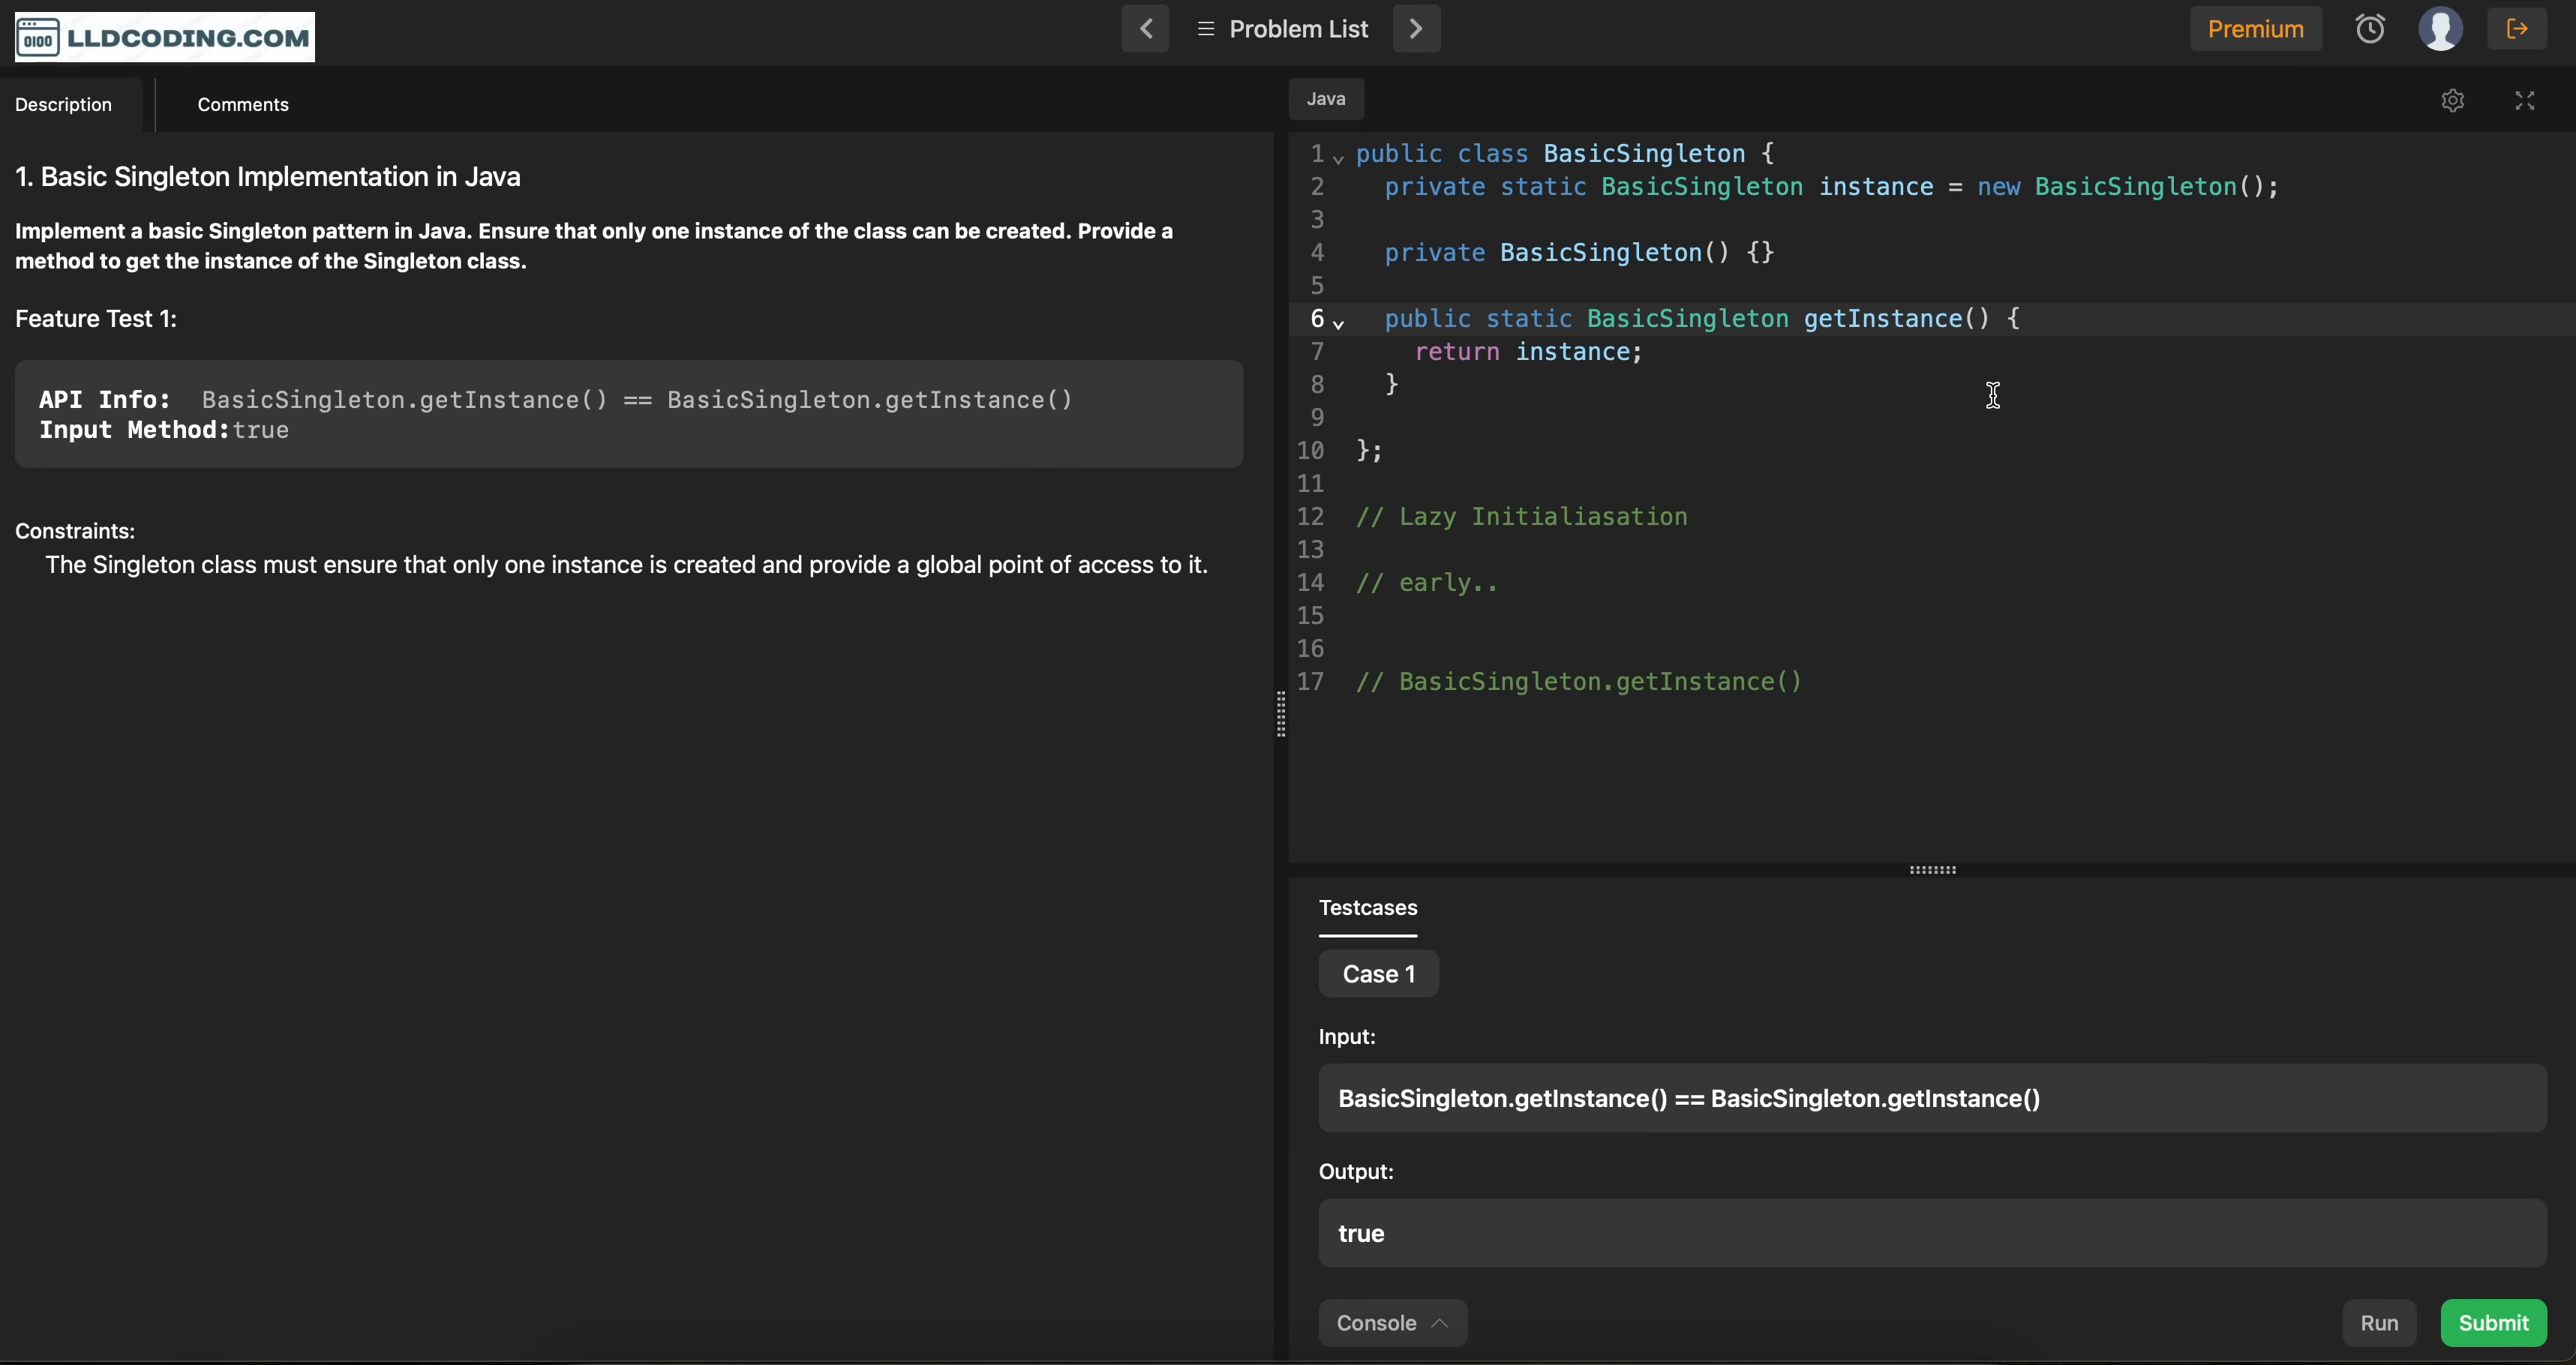 0100 LLDCODING.COM
Problem List
Premium
Description
Comments
1. Basic Singleton Implementation in Java
Implement a basic Singleton pattern in Java. Ensure that only one instance of the class can be created. Provide a
method to get the instance of the Singleton class.
Feature Test 1:
API Info: BasicSingleton.getInstance() == BasicSingleton.getInstance()
Input Method:true
Constraints:
The Singleton class must ensure that only one instance is created and provide a global point of access to it.
Java
1 public class BasicSingleton {
2 private static BasicSingleton instance = new BasicSingleton();
3
4 private BasicSingleton() {}
5
6 public static BasicSingleton getInstance() {
7 return instance;
8 }
9
10 };
11
12 // Lazy Initialiasation
13
14 // early..
15
16
17 // BasicSingleton.getInstance()
Testcases
Case 1
Input:
BasicSingleton.getInstance() == BasicSingleton.getInstance()
Output:
true
Console
Run
Submit